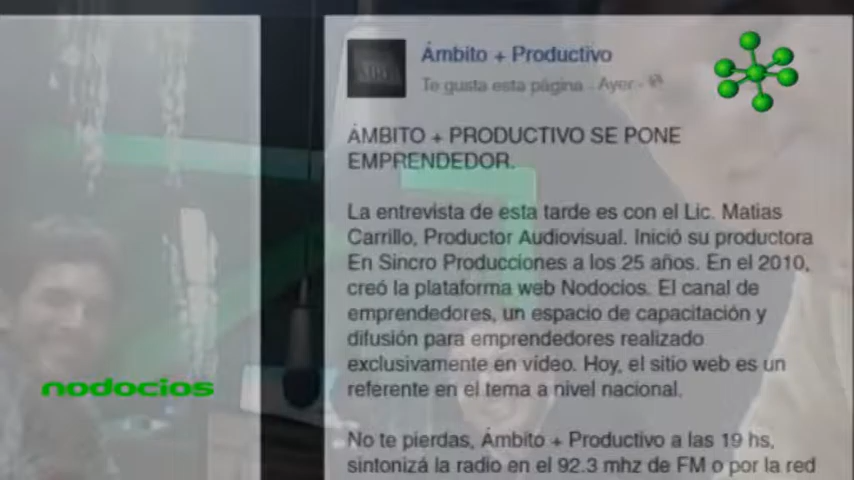 Ámbito + Productivo
Te gusta esta página - Ayer -
ÁMBITO + PRODUCTIVO SE PONE
EMPRENDEDOR.
La entrevista de esta tarde es con el Lic. Matias
Carrillo, Productor Audiovisual. Inició su productora
En Sincro Producciones a los 25 años. En el 2010,
creó la plataforma web Nodocios. El canal de
emprendedores, un espacio de capacitación y
difusión para emprendedores realizado
exclusivamente en vídeo. Hoy, el sitio web es un
referente en el tema a nivel nacional.
No te pierdas, Ámbito + Productivo a las 19 hs,
sintonizá la radio en el 92.3 mhz de FM o por la red
nodocios